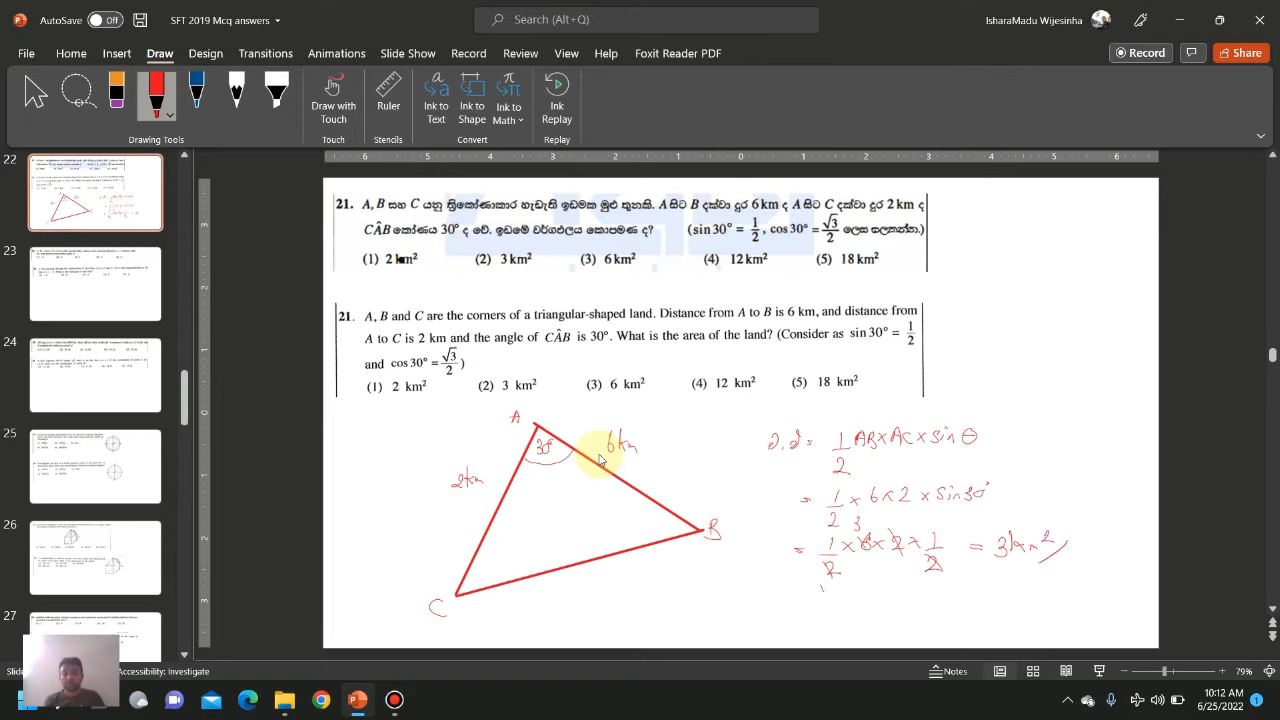 AutoSave Off SFT 2019 Mcq answers Search (Alt+Q) IsharaMadu Wijesinha
File Home Insert Draw Design Transitions Animations Slide Show Record Review View Help Foxit Reader PDF Record Share
Draw with Touch Ruler Ink to Text Ink to Shape Ink to Math Ink Replay
Drawing Tools Touch Stencils Convert Replay
22
23
24
25
26
27
21. A, B සහ C යනු ත්‍රිකෝණාකාර හැඩැති ඉඩමක මුළු තුනකි. A සිට B දක්වා දුර 6 km ද A සිට C දක්වා දුර 2 km ද
CÂB කෝණය 30° ද වේ. ඉඩමේ වර්ගඵලය කොපමණ ද? (sin 30° = 1/2, cos 30° = √3/2 ලෙස සලකන්න.)
(1) 2 km² (2) 3 km² (3) 6 km² (4) 12 km² (5) 18 km²
21. A, B and C are the corners of a triangular-shaped land. Distance from A to B is 6 km, and distance from
A to C is 2 km and the angle of CÂB is 30°. What is the area of the land? (Consider as sin 30° = 1/2
and cos 30° = √3/2 ).
(1) 2 km² (2) 3 km² (3) 6 km² (4) 12 km² (5) 18 km²
A
2km
B
C
= 1/2 × 6 × 2 × sin 30°
= 3km²
Accessibility: Investigate Notes 79%
10:12 AM
6/25/2022